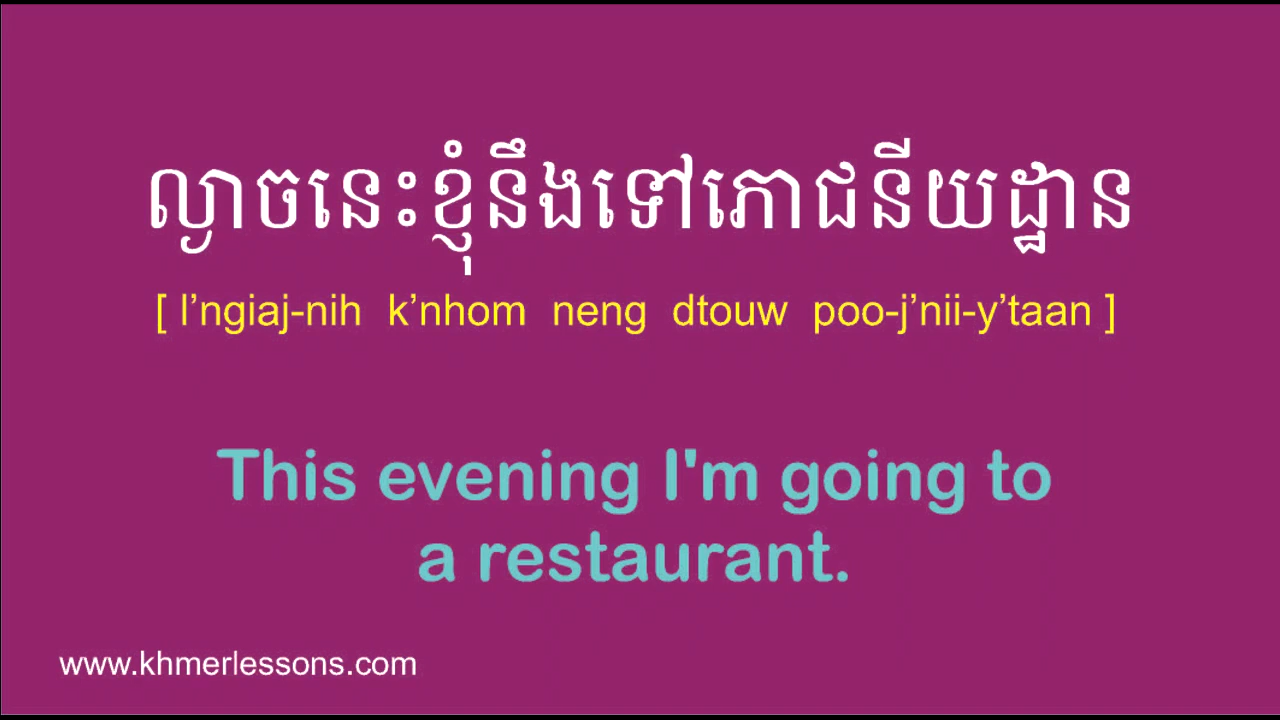 ល្ងាចនេះខ្ញុំនឹងទៅភោជនីយដ្ឋាន
[ l’ngiaj-nih k’nhom neng dtouw poo-j’nii-y’taan ]
This evening I'm going to
a restaurant.
www.khmerlessons.com